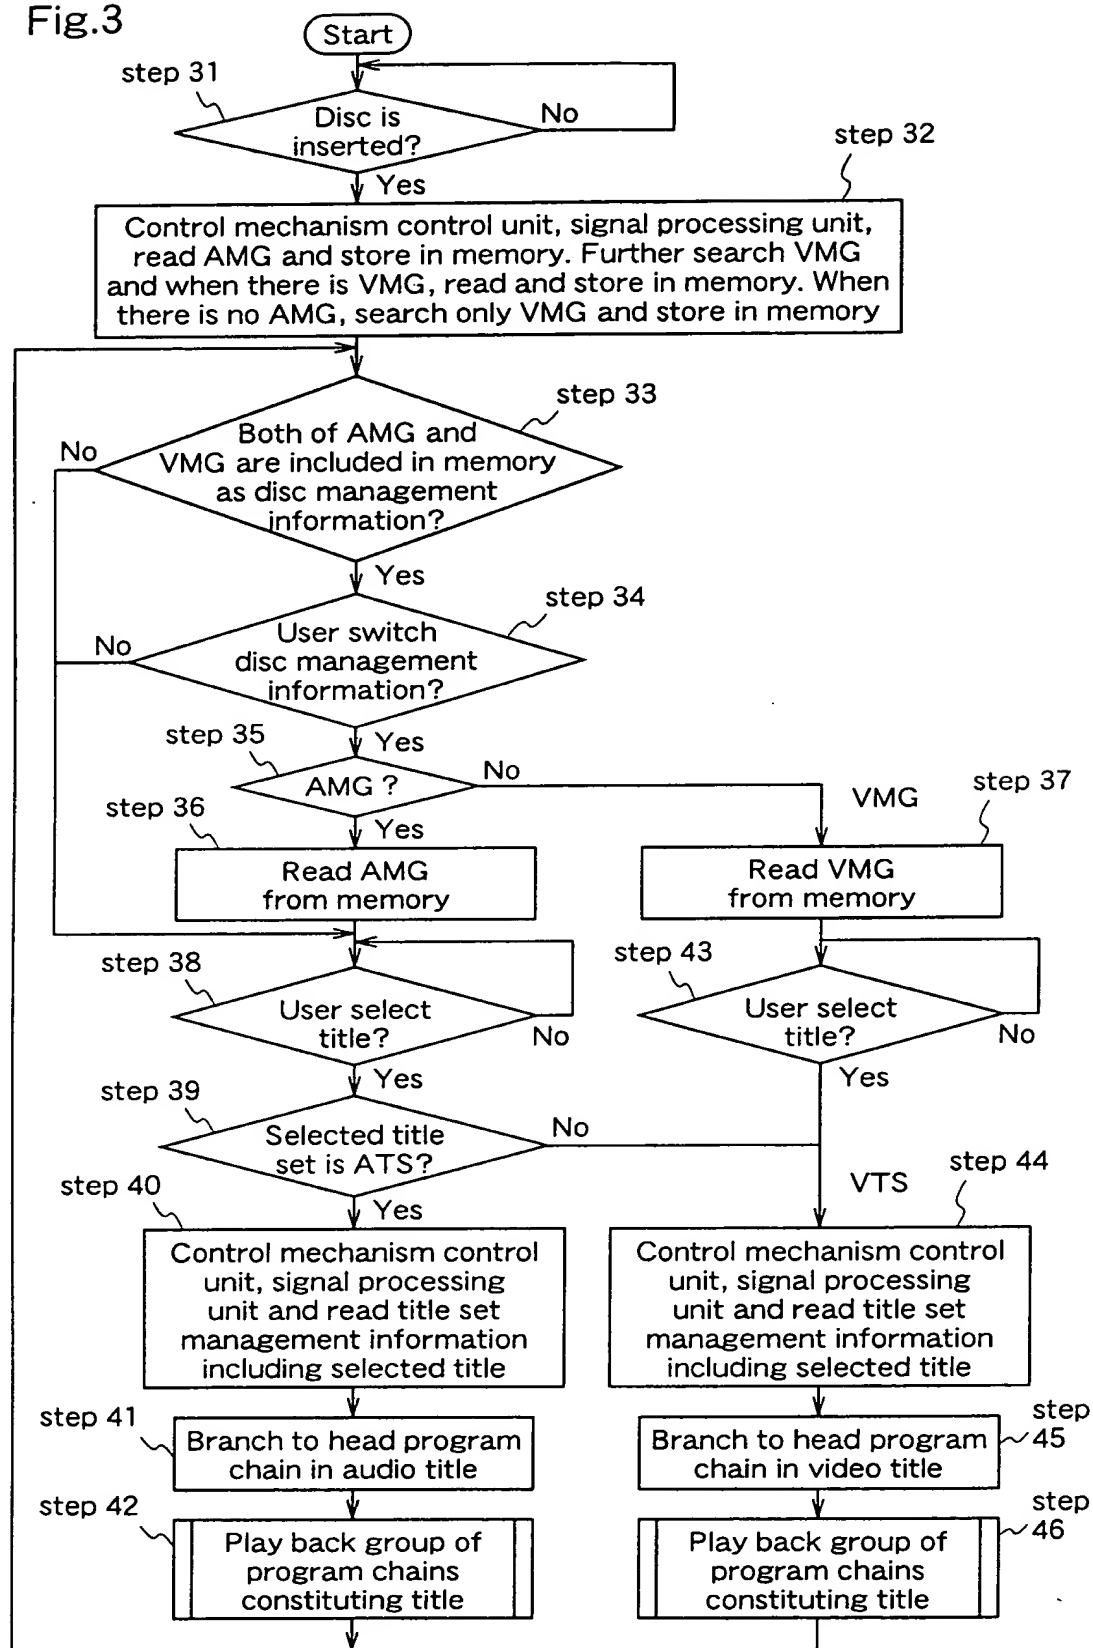 Fig.3
Start
step 31
Disc is
inserted?
No
Yes
step 32
Control mechanism control unit, signal processing unit,
read AMG and store in memory. Further search VMG
and when there is VMG, read and store in memory. When
there is no AMG, search only VMG and store in memory
step 33
Both of AMG and
VMG are included in memory
as disc management
information?
No
Yes
step 34
User switch
disc management
information?
No
Yes
step 35
AMG ?
No
Yes
VMG
step 36
Read AMG
from memory
step 37
Read VMG
from memory
step 38
User select
title?
No
Yes
step 43
User select
title?
No
Yes
step 39
Selected title
set is ATS?
No
Yes
VTS
step 40
Control mechanism control
unit, signal processing
unit and read title set
management information
including selected title
step 44
Control mechanism control
unit, signal processing
unit and read title set
management information
including selected title
step 41
Branch to head program
chain in audio title
step
45
Branch to head program
chain in video title
step 42
Play back group of
program chains
constituting title
step
46
Play back group of
program chains
constituting title